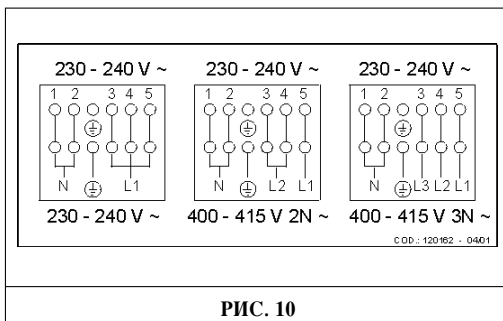 230 - 240 V ~ 230 - 240 V ~ 230 - 240 V ~
1 2 3 4 5 1 2 3 4 5 1 2 3 4 5
N L1 N L2 L1 N L3 L2 L1
230 - 240 V ~ 400 - 415 V 2N ~ 400 - 415 V 3N ~
COD.: 120162 - 04/01
РИС. 10